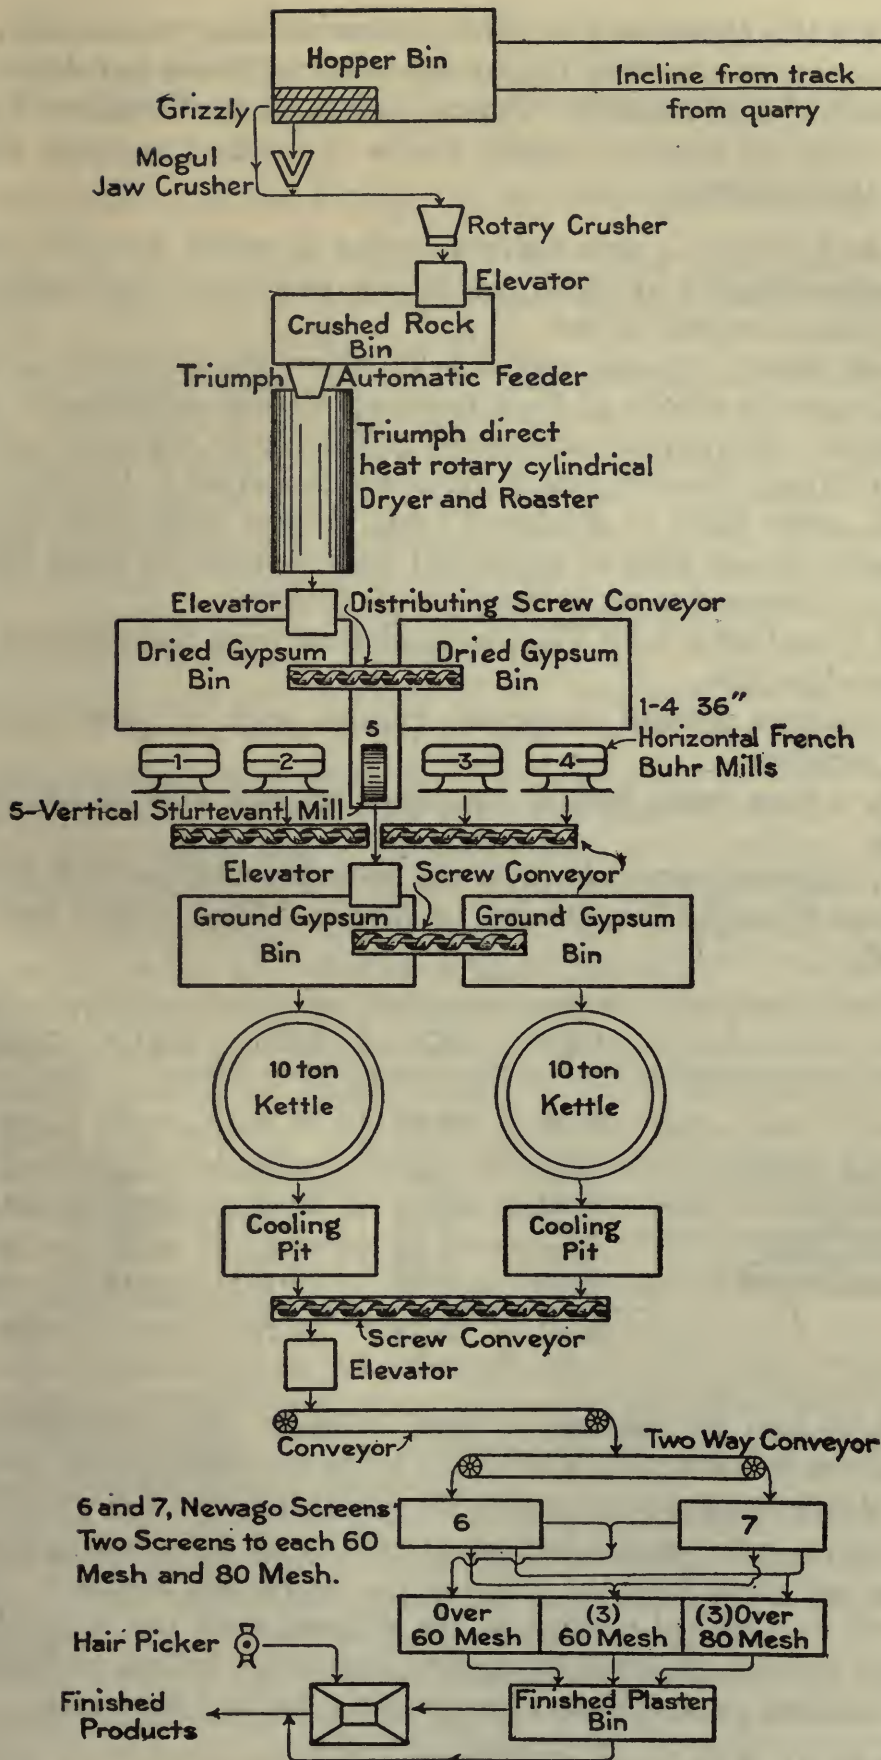 Hopper Bin
Incline from track
from quarry
Grizzly
Mogul
Jaw Crusher
Rotary Crusher
Elevator
Crushed Rock
Bin
Triumph Automatic Feeder
Triumph direct
heat rotary cylindrical
Dryer and Roaster
Elevator
Distributing Screw Conveyor
Dried Gypsum
Bin
Dried Gypsum
Bin
5
1-4 36"
Horizontal French
Buhr Mills
1
2
3
4
5-Vertical Sturtevant Mill
Elevator
Screw Conveyor
Ground Gypsum
Bin
Ground Gypsum
Bin
10 ton
Kettle
10 ton
Kettle
Cooling
Pit
Cooling
Pit
Screw Conveyor
Elevator
Conveyor
Two Way Conveyor
6 and 7, Newago Screens
Two Screens to each 60
Mesh and 80 Mesh.
6
7
Over
60 Mesh
(3)
60 Mesh
(3)Over
80 Mesh
Hair Picker
Finished
Products
Finished Plaster
Bin